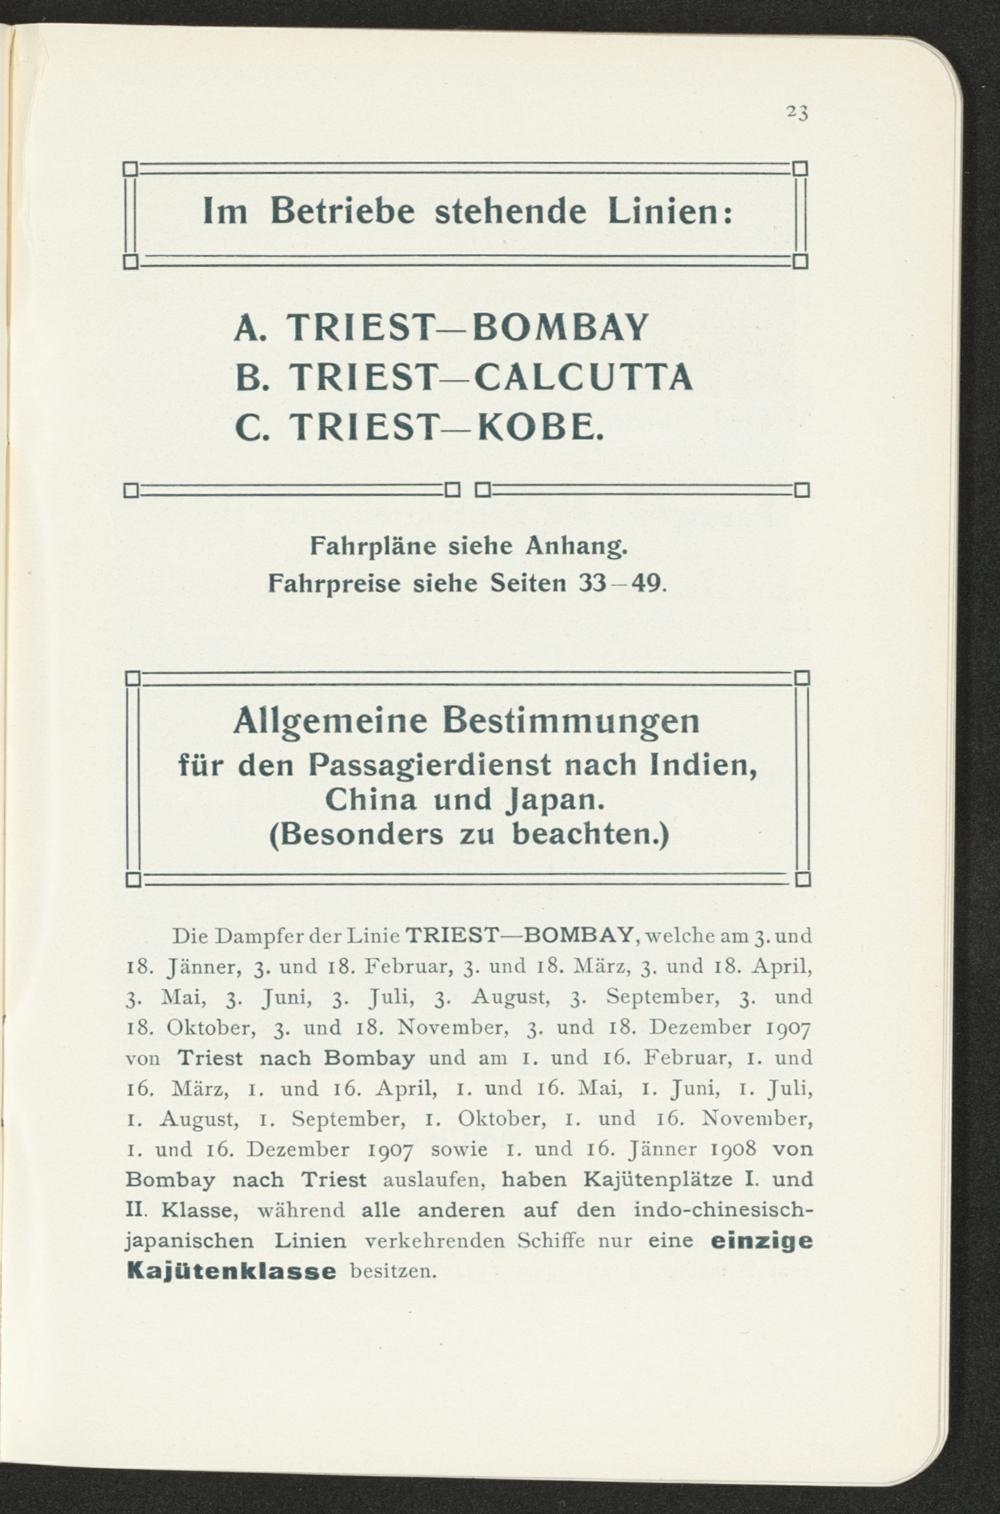 23
Im Betriebe stehende Linien:
A. TRIEST—BOMBAY
B. TRIEST—CALCUTTA
C. TRIEST—KOBE.
Fahrpläne siehe Anhang.
Fahrpreise siehe Seiten 33—49.
Allgemeine Bestimmungen
für den Passagierdienst nach Indien,
China und Japan.
(Besonders zu beachten.)
Die Dampfer der Linie TRIEST—BOMBAY, welche am 3. und
18. Jänner, 3. und 18. Februar, 3. und 18. März, 3. und 18. April,
3. Mai, 3. Juni, 3. Juli, 3. August, 3. September, 3. und
18. Oktober, 3. und 18. November, 3. und 18. Dezember 1907
von Triest nach Bombay und am 1. und 16. Februar, 1. und
16. März, 1. und 16. April, 1. und 16. Mai, 1. Juni, 1. Juli,
1. August, 1. September, 1. Oktober, 1. und 16. November,
1. und 16. Dezember 1907 sowie 1. und 16. Jänner 1908 von
Bombay nach Triest auslaufen, haben Kajütenplätze I. und
II. Klasse, während alle anderen auf den indo-chinesisch-
japanischen Linien verkehrenden Schiffe nur eine einzige
Kajütenklasse besitzen.